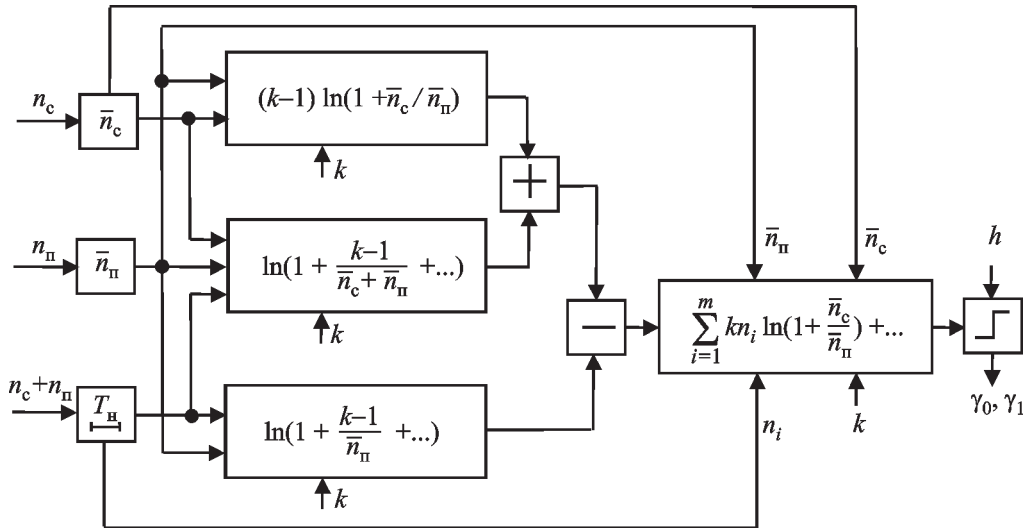 n_с
n̅_с
(k–1) ln(1 + n̅_с / n̅_п)
k
+
n_п
n̅_п
ln(1 + (k–1)/(n̅_с + n̅_п) +...)
k
n̅_п
n̅_с
h
—
∑_{i=1}^{m} kn_i ln(1+ n̅_с/n̅_п) +...
n_с+n_п
T_н
ln(1 + (k–1)/n̅_п +...)
k
n_i
k
γ_0, γ_1